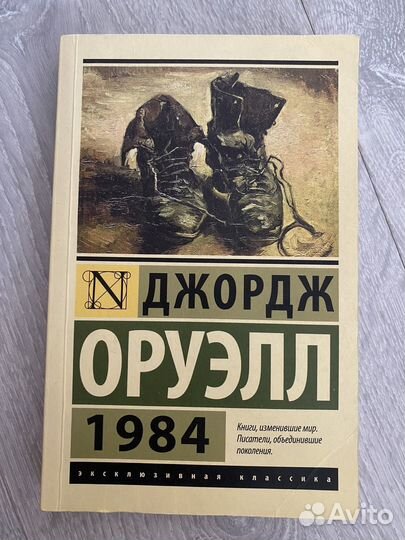 N ДЖОРДЖ
ОРУЭЛЛ
1984
Книги, изменившие мир.
Писатели, объединившие
поколения.
эксклюзивная классика
Avito